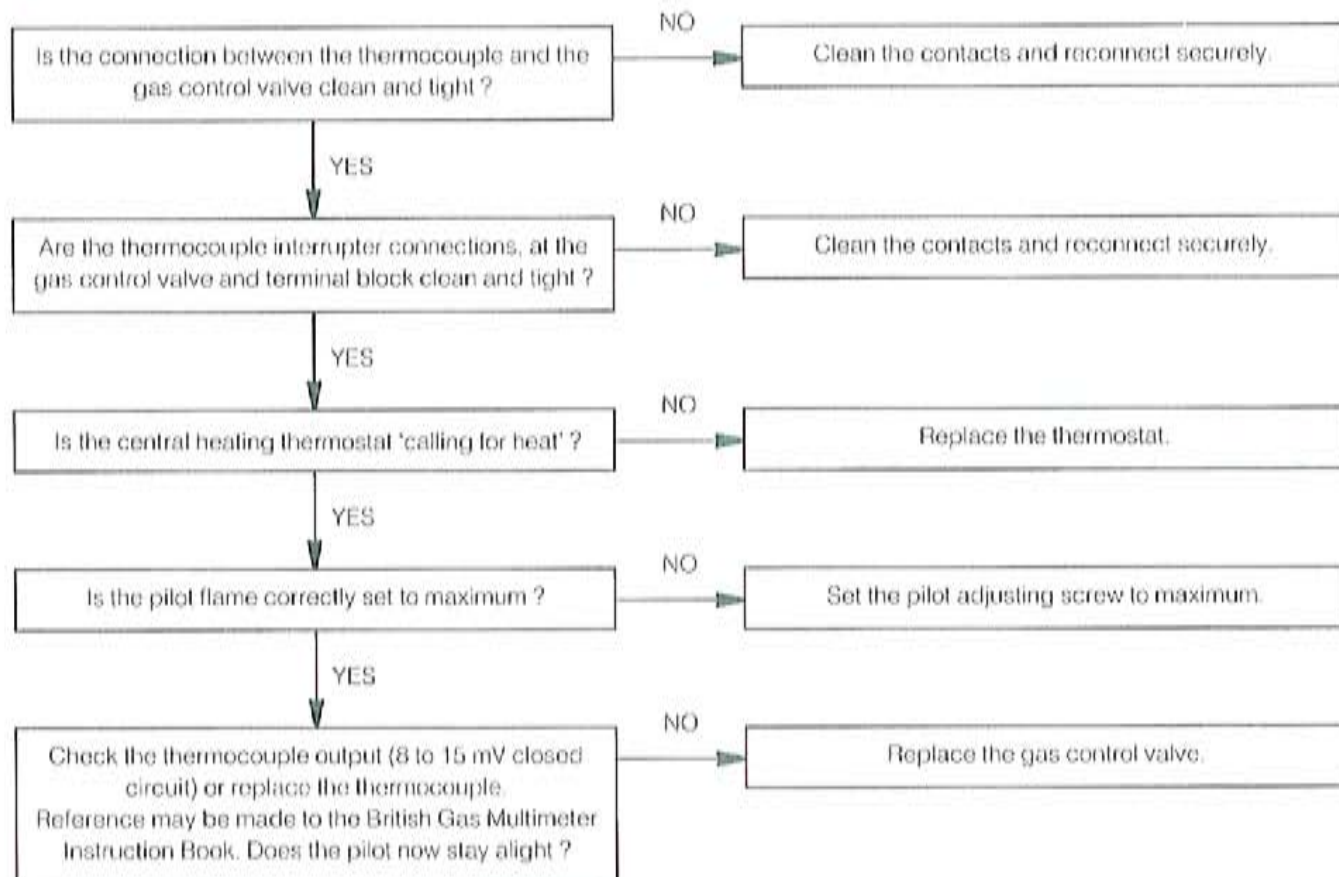 NO
Is the connection between the thermocouple and the
gas control valve clean and tight ?
Clean the contacts and reconnect securely.
YES
NO
Are the thermocouple interrupter connections, at the
gas control valve and terminal block clean and tight ?
Clean the contacts and reconnect securely.
YES
NO
Is the central heating thermostat 'calling for heat' ?
Replace the thermostat.
YES
NO
Is the pilot flame correctly set to maximum ?
Set the pilot adjusting screw to maximum.
YES
NO
Check the thermocouple output (8 to 15 mV closed
circuit) or replace the thermocouple.
Reference may be made to the British Gas Multimeter
Instruction Book. Does the pilot now stay alight ?
Replace the gas control valve.